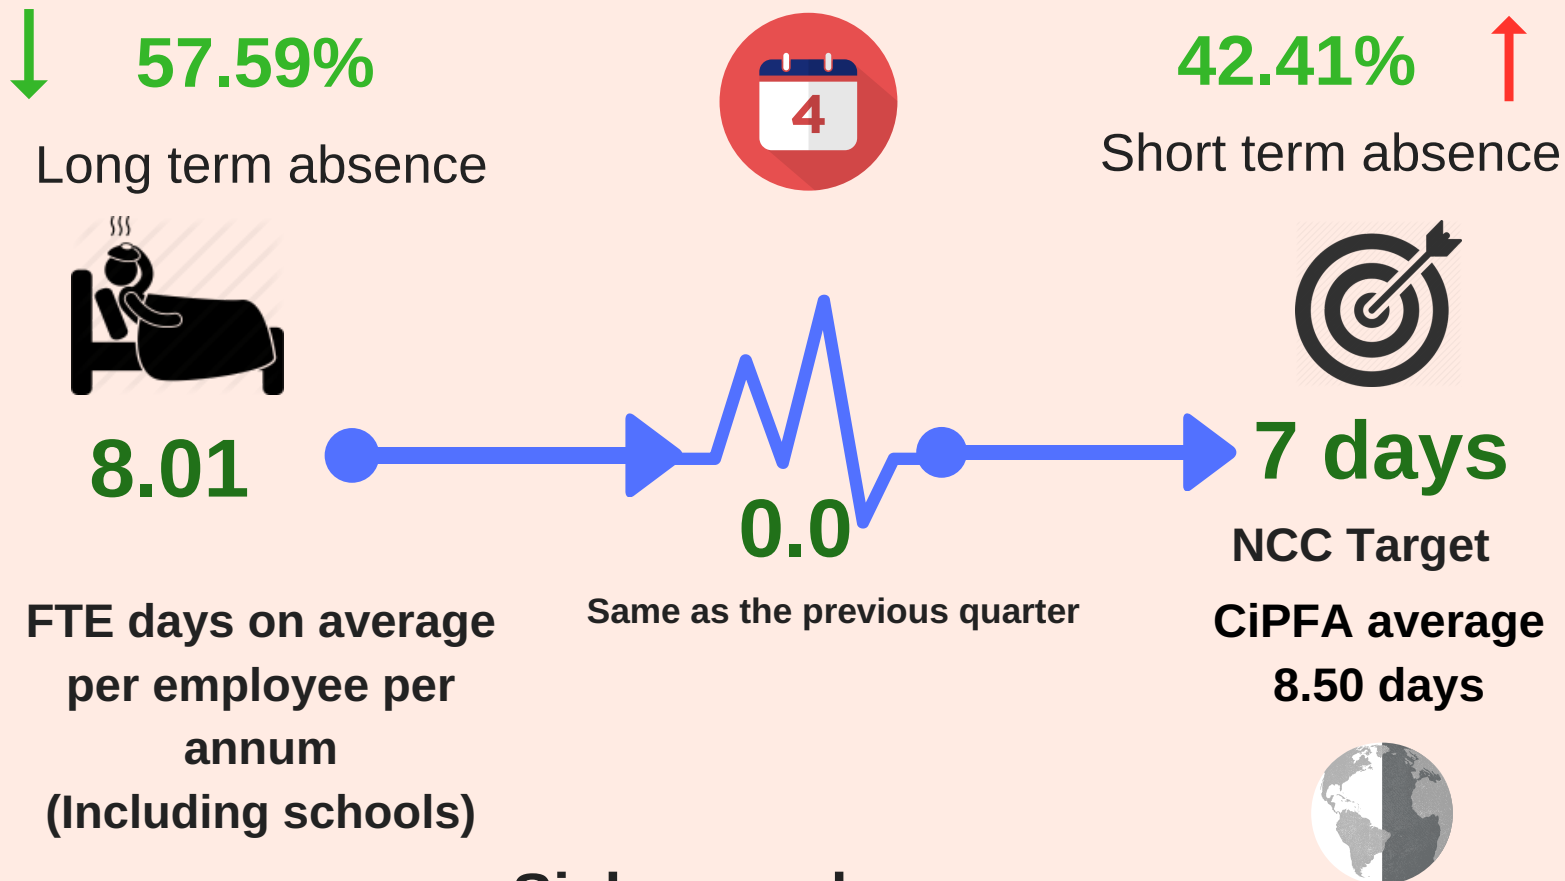 57.59%
Long term absence
4
42.41%
Short term absence
8.01
FTE days on average
per employee per
annum
(Including schools)
0.0
Same as the previous quarter
7 days
NCC Target
CiPFA average
8.50 days